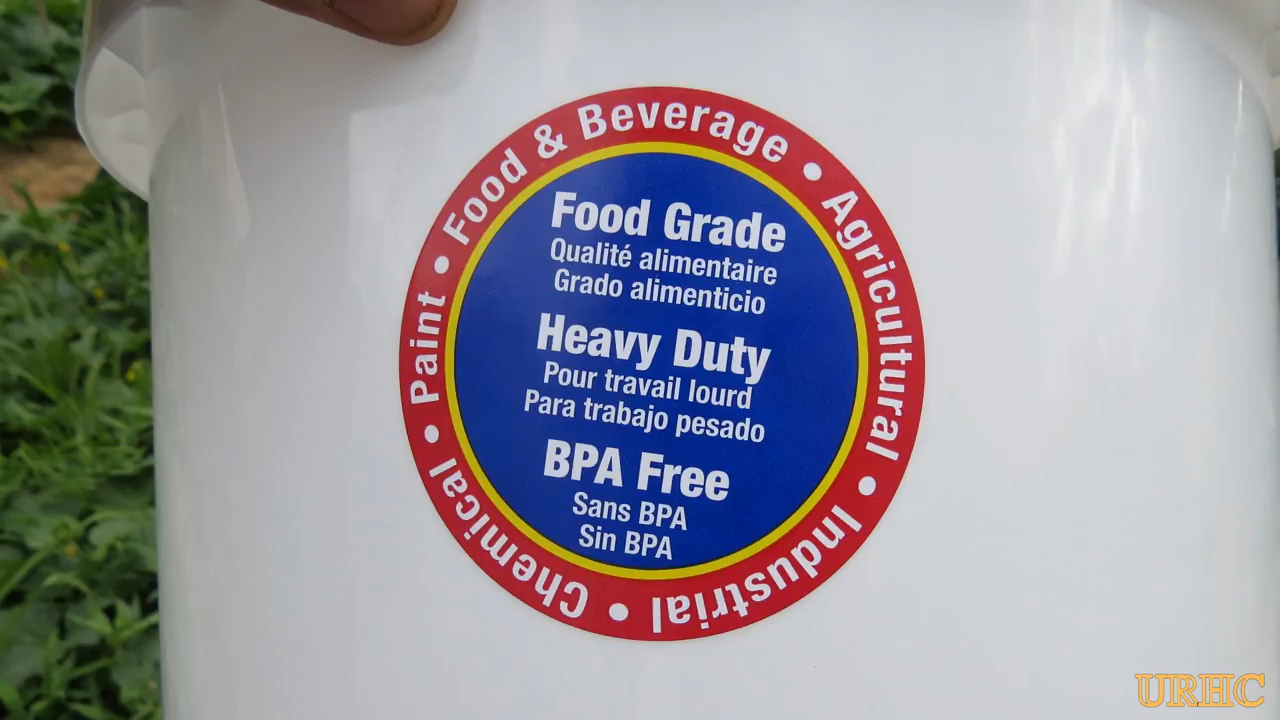 Food & Beverage • Agricultural • Industrial • Chemical • Paint •
Food Grade
Qualité alimentaire
Grado alimenticio
Heavy Duty
Pour travail lourd
Para trabajo pesado
BPA Free
Sans BPA
Sin BPA
URHC